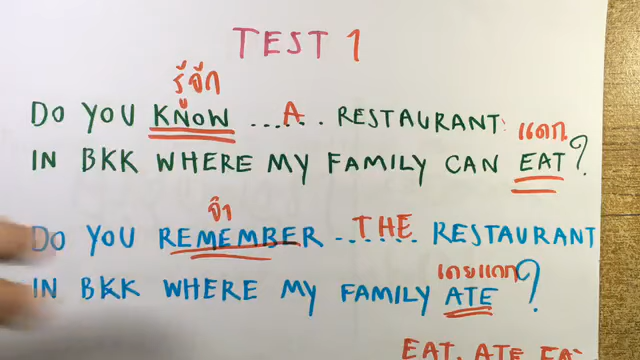 TEST 1
รู้จัก
DO YOU KNOW ....A.... RESTAURANT
แดก
IN BKK WHERE MY FAMILY CAN EAT?
จำ
DO YOU REMEMBER ...THE... RESTAURANT
เคยแดก
IN BKK WHERE MY FAMILY ATE?
EAT, ATE